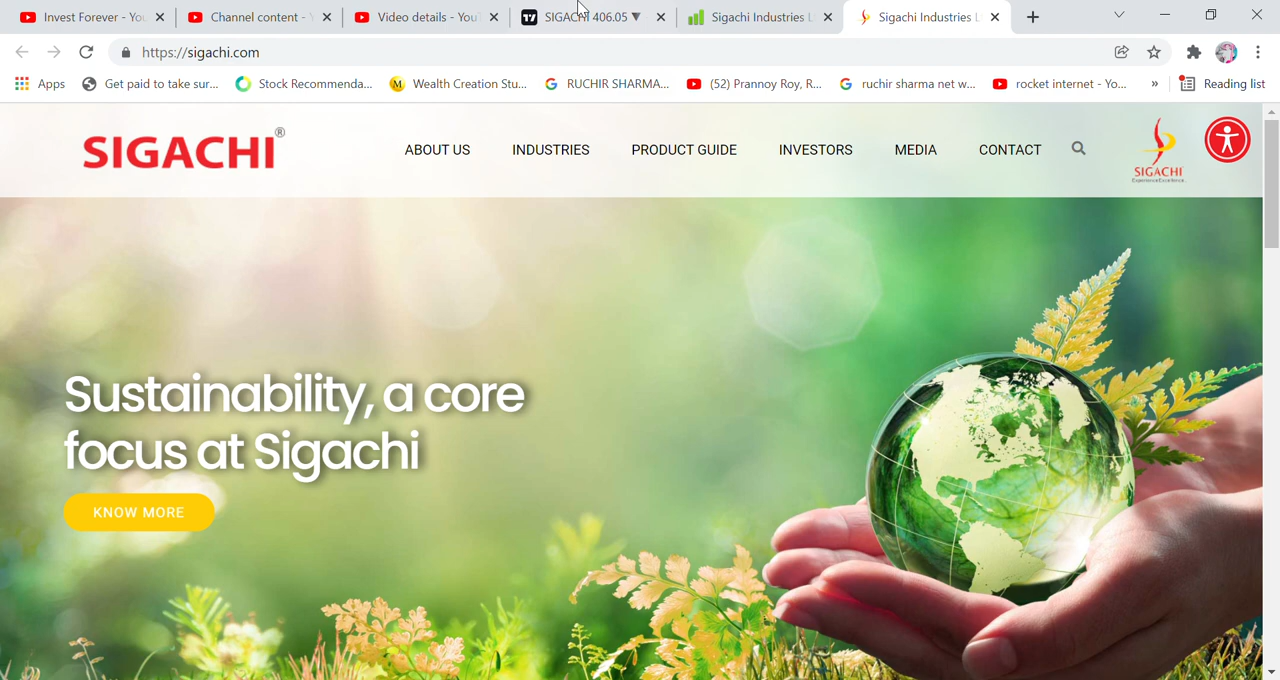 Invest Forever - You
Channel content - Y
Video details - YouT
SIGACHI 406.05 ▼
Sigachi Industries L
Sigachi Industries L
https://sigachi.com
Apps
Get paid to take sur...
Stock Recommenda...
M
Wealth Creation Stu...
RUCHIR SHARMA...
(52) Prannoy Roy, R...
ruchir sharma net w...
rocket internet - Yo...
»
Reading list
SIGACHI®
ABOUT US
INDUSTRIES
PRODUCT GUIDE
INVESTORS
MEDIA
CONTACT
SIGACHI
Sustainability, a core
focus at Sigachi
KNOW MORE